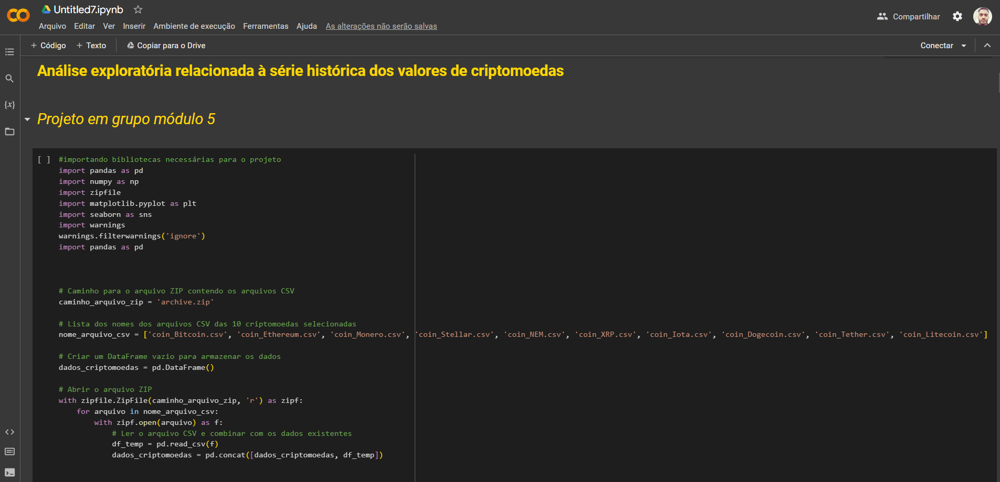 Untitled7.ipynb
Arquivo Editar Ver Inserir Ambiente de execução Ferramentas Ajuda As alterações não serão salvas
Compartilhar
+ Código + Texto Copiar para o Drive
Conectar
Análise exploratória relacionada à série histórica dos valores de criptomoedas
{x}
Projeto em grupo módulo 5
[ ] #importando bibliotecas necessárias para o projeto
import pandas as pd
import numpy as np
import zipfile
import matplotlib.pyplot as plt
import seaborn as sns
import warnings
warnings.filterwarnings('ignore')
import pandas as pd
# Caminho para o arquivo ZIP contendo os arquivos CSV
caminho_arquivo_zip = 'archive.zip'
# Lista dos nomes dos arquivos CSV das 10 criptomoedas selecionadas
nome_arquivo_csv = ['coin_Bitcoin.csv', 'coin_Ethereum.csv', 'coin_Monero.csv', 'coin_Stellar.csv', 'coin_NEM.csv', 'coin_XRP.csv', 'coin_Iota.csv', 'coin_Dogecoin.csv', 'coin_Tether.csv', 'coin_Litecoin.csv']
# Criar um DataFrame vazio para armazenar os dados
dados_criptomoedas = pd.DataFrame()
# Abrir o arquivo ZIP
with zipfile.ZipFile(caminho_arquivo_zip, 'r') as zipf:
    for arquivo in nome_arquivo_csv:
        with zipf.open(arquivo) as f:
            # Ler o arquivo CSV e combinar com os dados existentes
            df_temp = pd.read_csv(f)
            dados_criptomoedas = pd.concat([dados_criptomoedas, df_temp])